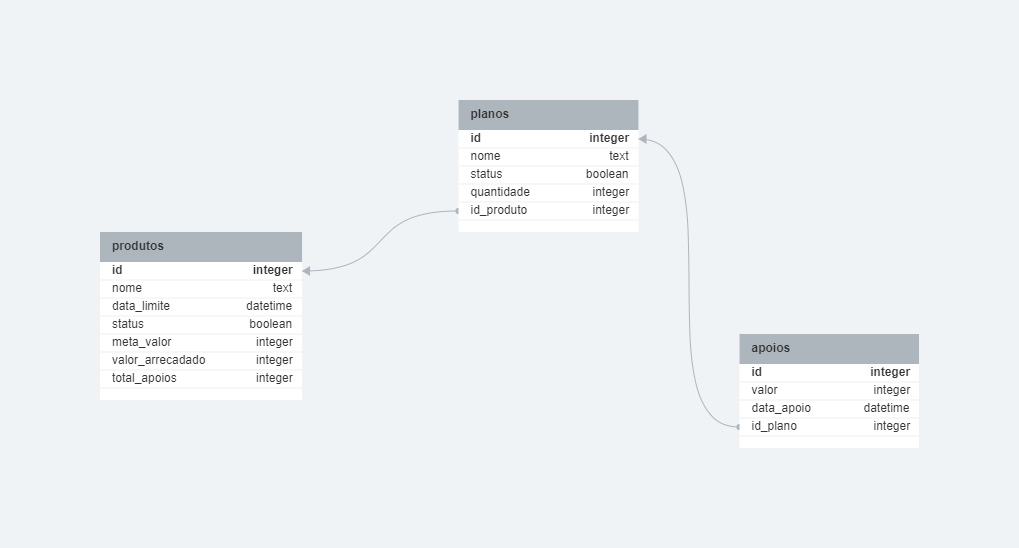 planos
id integer
nome text
status boolean
quantidade integer
id_produto integer
produtos
id integer
nome text
data_limite datetime
status boolean
meta_valor integer
valor_arrecadado integer
total_apoios integer
apoios
id integer
valor integer
data_apoio datetime
id_plano integer